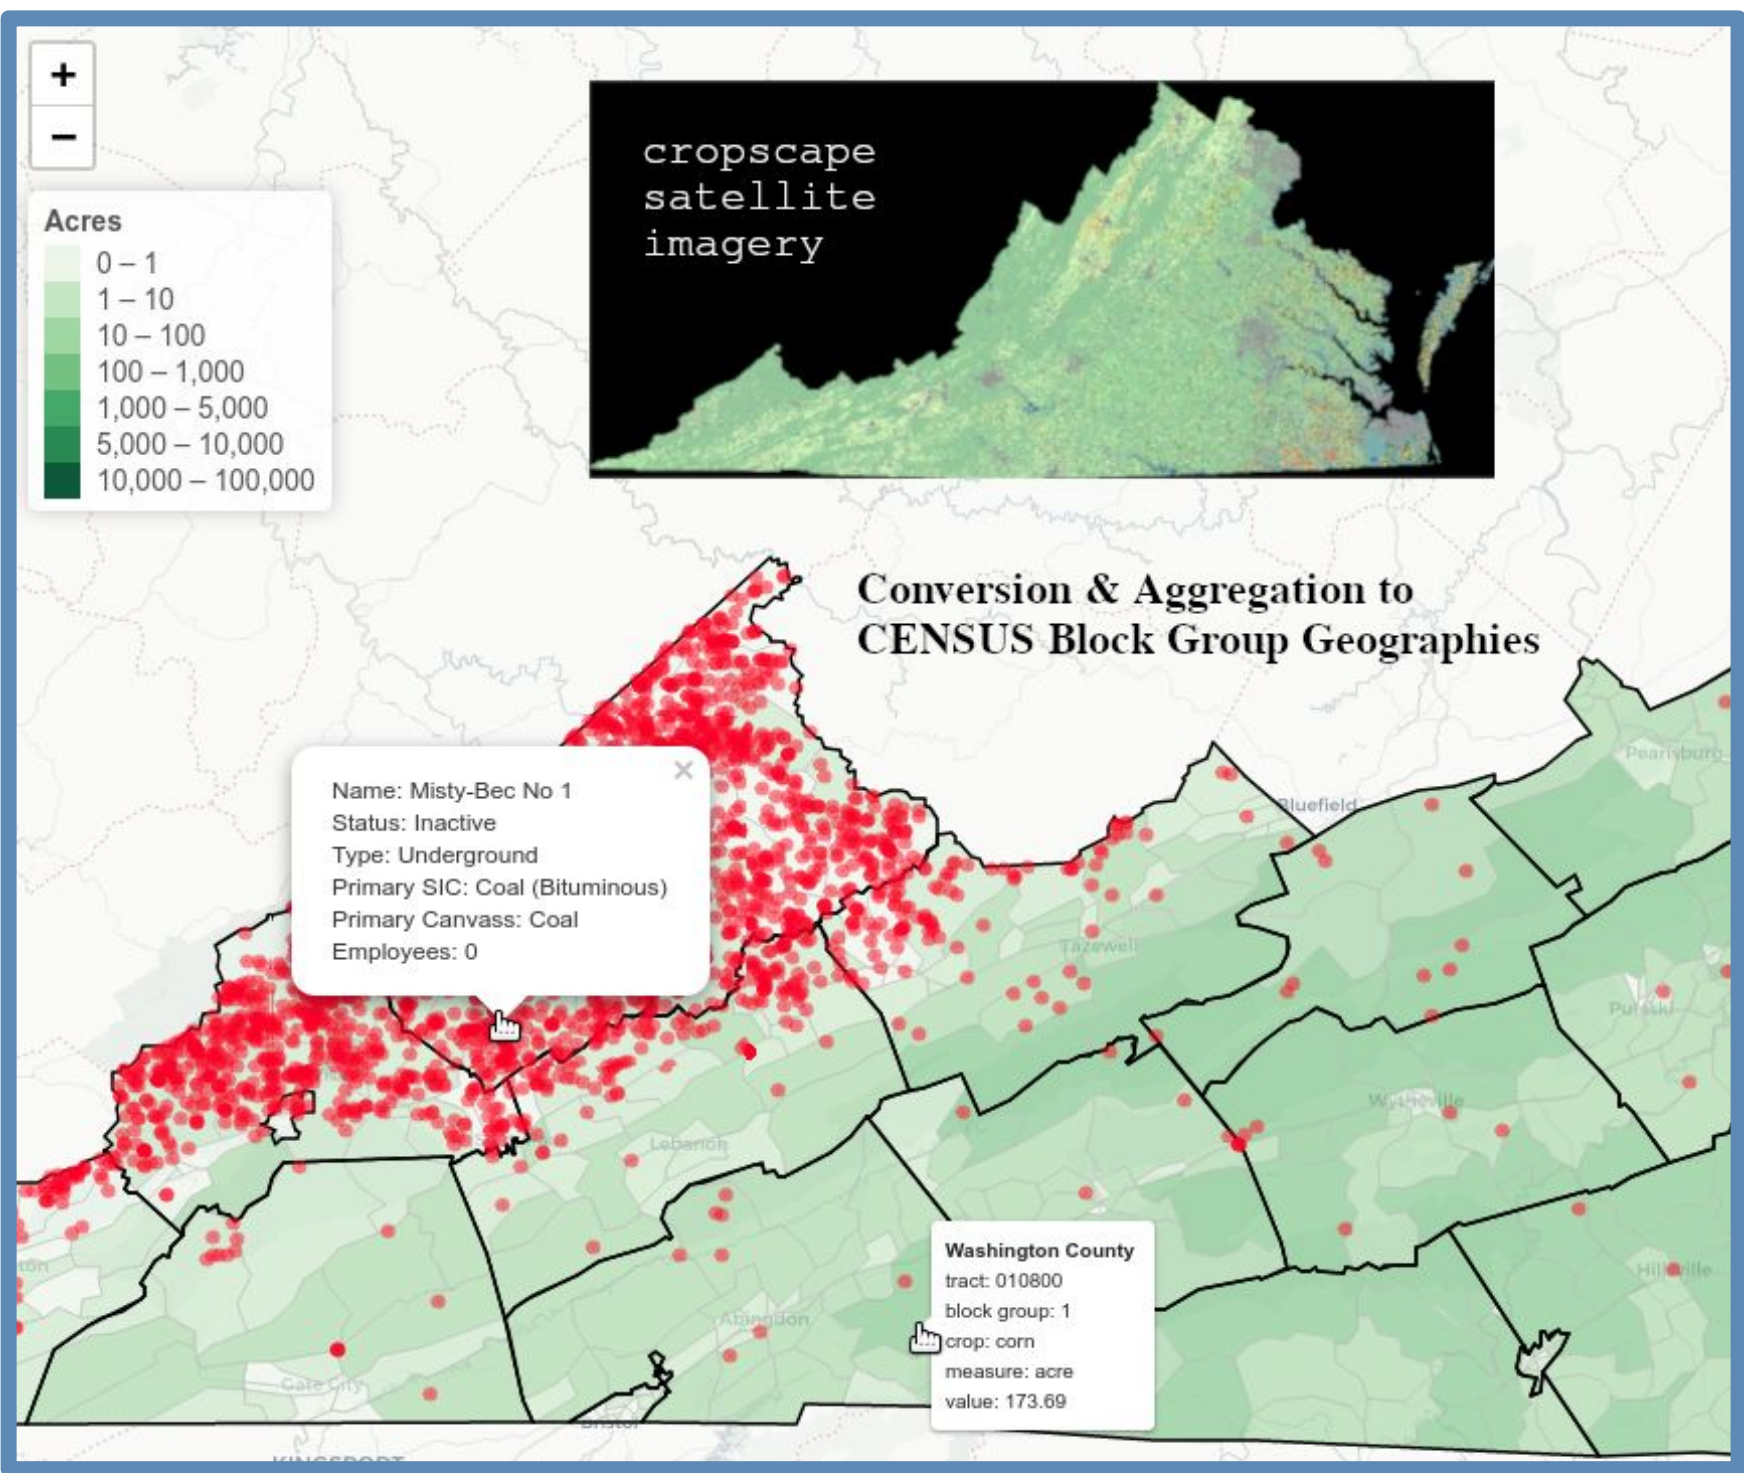 +
−
Acres
0 – 1
1 – 10
10 – 100
100 – 1,000
1,000 – 5,000
5,000 – 10,000
10,000 – 100,000
cropscape
satellite
imagery
Conversion & Aggregation to
CENSUS Block Group Geographies
Pearisburg
Bluefield
×
Name: Misty-Bec No 1
Status: Inactive
Type: Underground
Primary SIC: Coal (Bituminous)
Primary Canvass: Coal
Employees: 0
Tazewell
Pulaski
Wytheville
Lebanon
Washington County
tract: 010800
block group: 1
crop: corn
measure: acre
value: 173.69
Hillsville
Abingdon
Gate City
Bristol
KINGSPORT